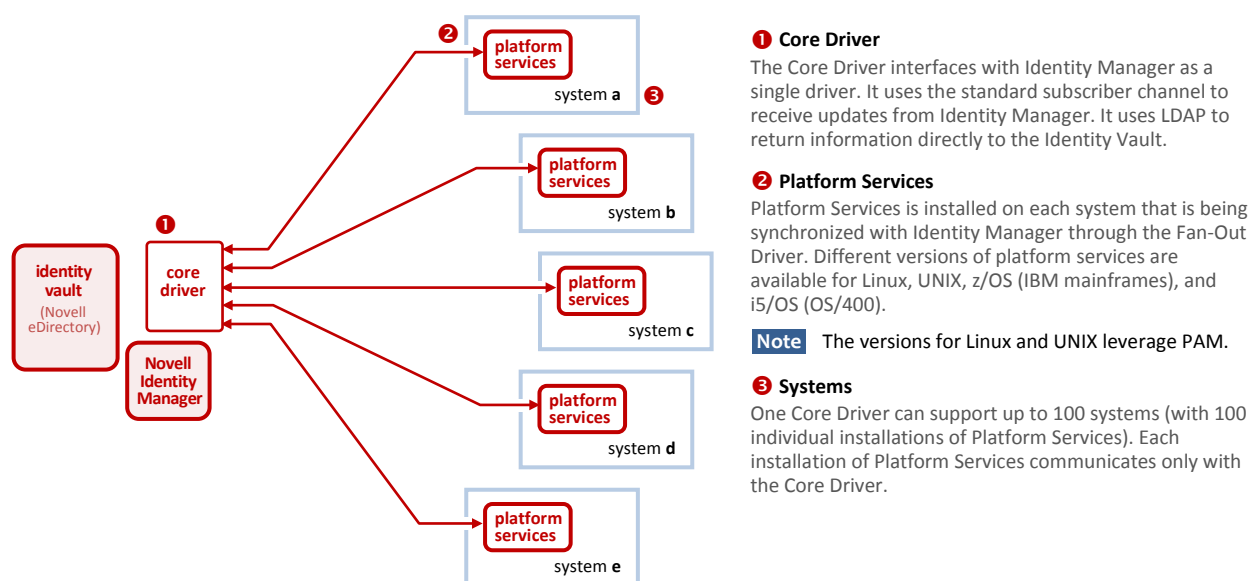 ❷
platform
services
system a
❸
platform
services
system b
❶
identity
vault
(Novell
eDirectory)
core
driver
Novell
Identity
Manager
platform
services
system c
platform
services
system d
platform
services
system e
❶ Core Driver
The Core Driver interfaces with Identity Manager as a
single driver. It uses the standard subscriber channel to
receive updates from Identity Manager. It uses LDAP to
return information directly to the Identity Vault.
❷ Platform Services
Platform Services is installed on each system that is being
synchronized with Identity Manager through the Fan-Out
Driver. Different versions of platform services are
available for Linux, UNIX, z/OS (IBM mainframes), and
i5/OS (OS/400).
Note The versions for Linux and UNIX leverage PAM.
❸ Systems
One Core Driver can support up to 100 systems (with 100
individual installations of Platform Services). Each
installation of Platform Services communicates only with
the Core Driver.